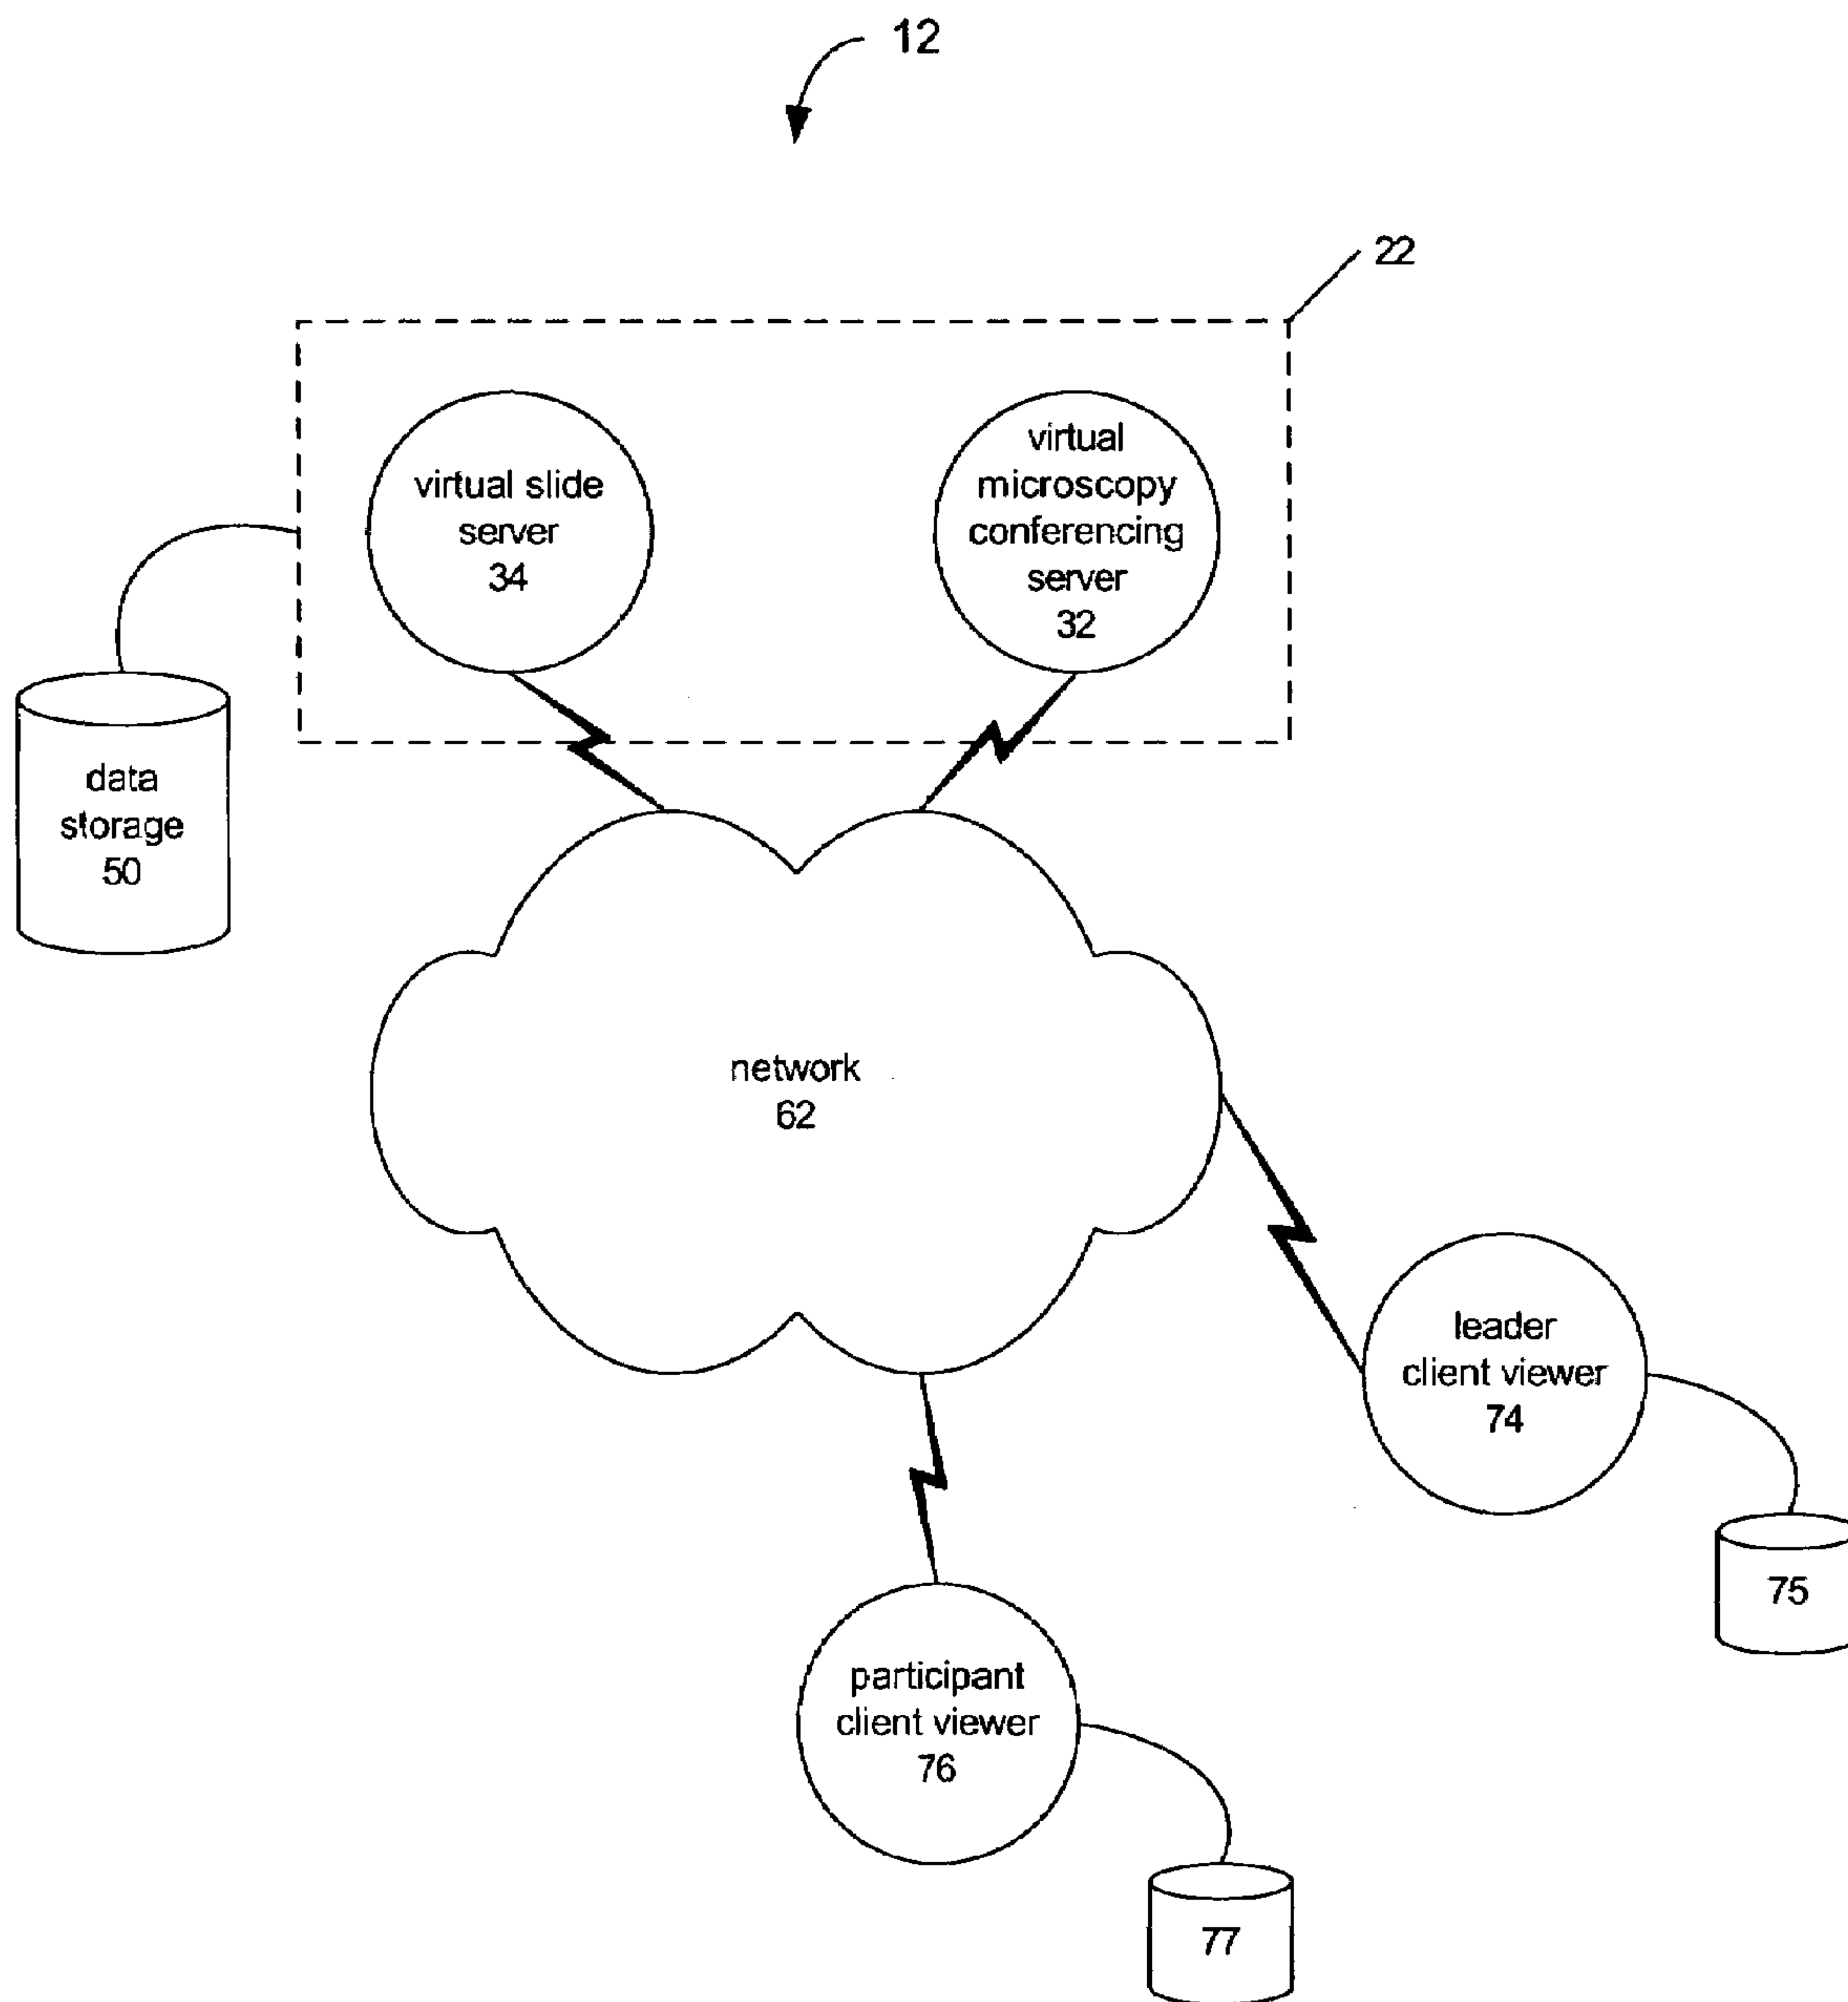 12
22
virtual slide
server
34
virtual
microscopy
conferencing
server
32
data
storage
50
network
62
leader
client viewer
74
75
participant
client viewer
76
77